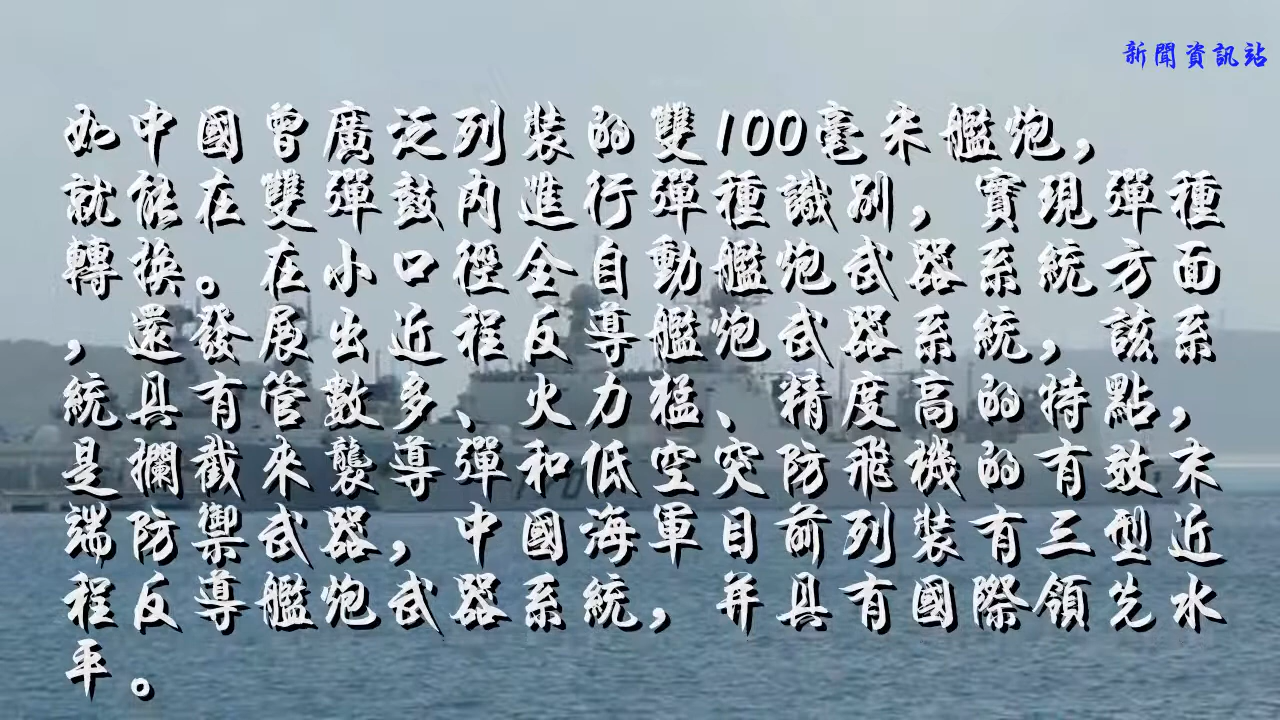 新聞資訊站
如中國曾廣泛列裝的雙100毫米艦炮，
就能在雙彈鼓內進行彈種識別，實現彈種
轉換。在小口徑全自動艦炮武器系統方面
，還發展出近程反導艦炮武器系統，該系
統具有管數多、火力猛、精度高的特點，
是攔截來襲導彈和低空突防飛機的有效末
端防禦武器，中國海軍目前列裝有三型近
程反導艦炮武器系統，并具有國際領先水
平。